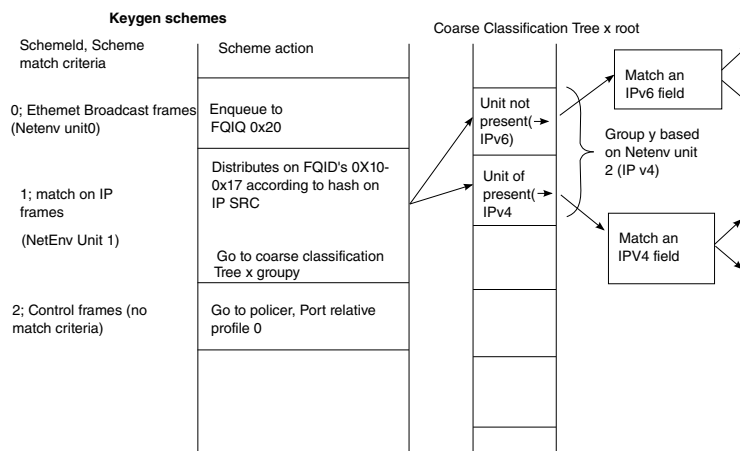 Keygen schemes
Coarse Classification Tree x root
SchemeId, Scheme
match criteria
Scheme action
0; Ethemet Broadcast frames
(Netenv unit0)
Enqueue to
FQIQ 0x20
1; match on IP
frames
(NetEnv Unit 1)
Distributes on FQID's 0X10-
0x17 according to hash on
IP SRC
Go to coarse classification
Tree x groupy
2; Control frames (no
match criteria)
Go to policer, Port relative
profile 0
Unit not
present(→
IPv6)
Unit of
present(→
IPv4
Group y based
on Netenv unit
2 (IP v4)
Match an
IPv6 field
Match an
IPV4 field